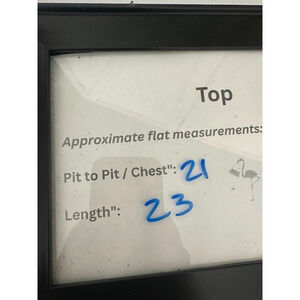 Top
Approximate flat measurements:
Pit to Pit / Chest": 21
Length": 23